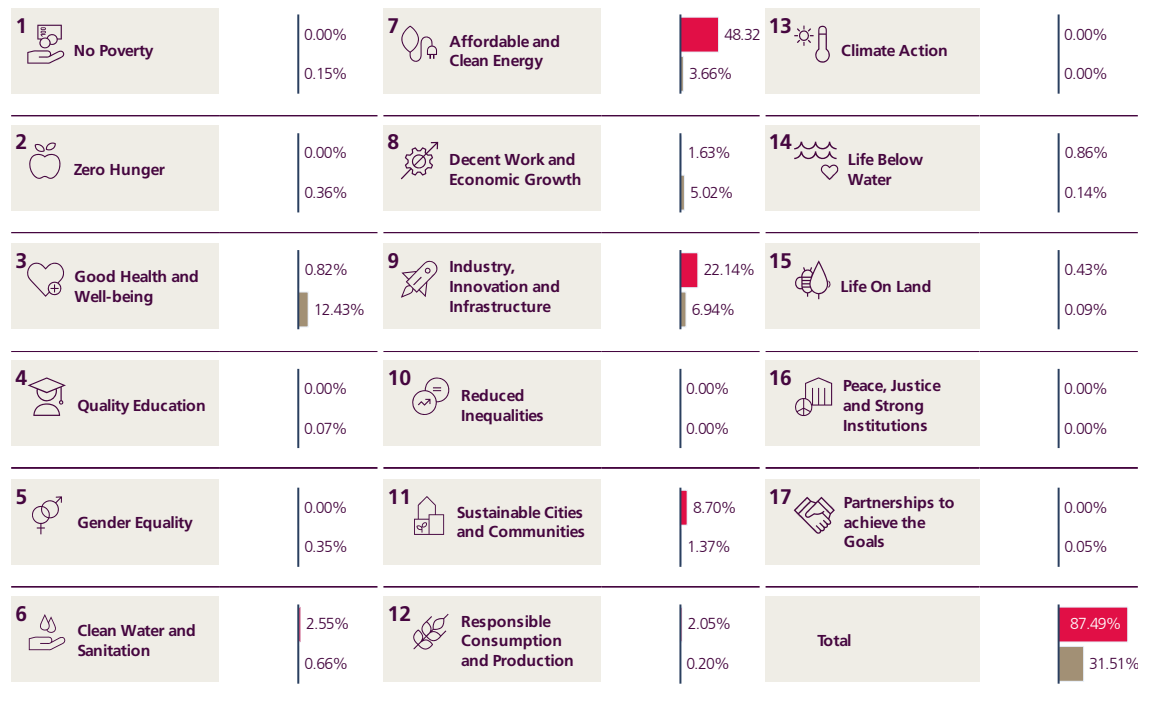 1
No Poverty
0.00%
0.15%
2
Zero Hunger
0.00%
0.36%
3
Good Health and
Well-being
0.82%
12.43%
4
Quality Education
0.00%
0.07%
5
Gender Equality
0.00%
0.35%
6
Clean Water and
Sanitation
2.55%
0.66%
7
Affordable and
Clean Energy
48.32
3.66%
8
Decent Work and
Economic Growth
1.63%
5.02%
9
Industry,
Innovation and
Infrastructure
22.14%
6.94%
10
Reduced
Inequalities
0.00%
0.00%
11
Sustainable Cities
and Communities
8.70%
1.37%
12
Responsible
Consumption
and Production
2.05%
0.20%
13
Climate Action
0.00%
0.00%
14
Life Below
Water
0.86%
0.14%
15
Life On Land
0.43%
0.09%
16
Peace, Justice
and Strong
Institutions
0.00%
0.00%
17
Partnerships to
achieve the
Goals
0.00%
0.05%
Total
87.49%
31.51%